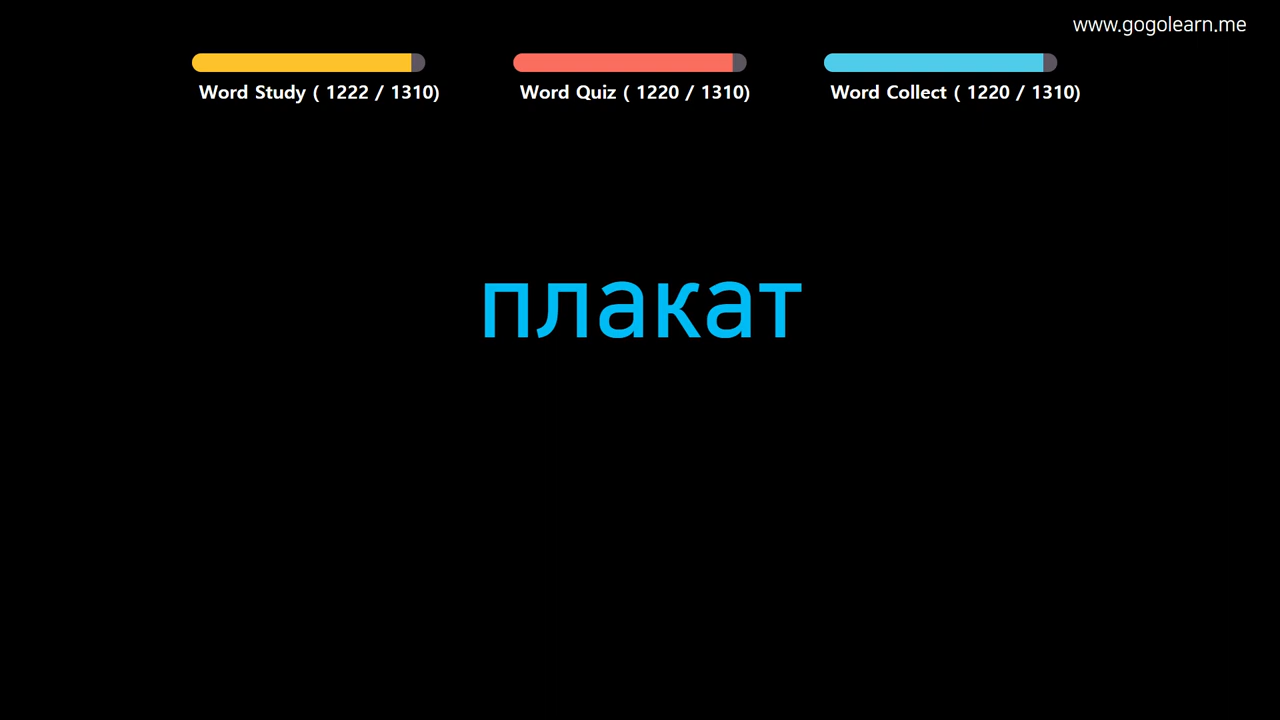 www.gogolearn.me
Word Study ( 1222 / 1310)
Word Quiz ( 1220 / 1310)
Word Collect ( 1220 / 1310)
плакат